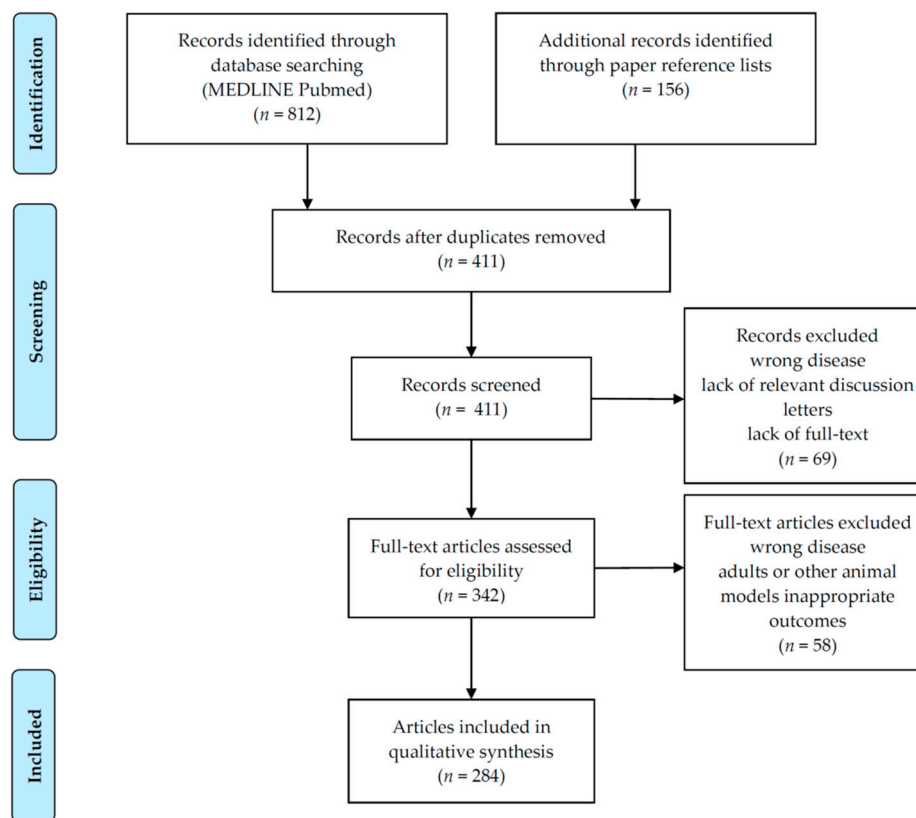 Identification
Records identified through
database searching
(MEDLINE Pubmed)
(n = 812)
Additional records identified
through paper reference lists
(n = 156)
Screening
Records after duplicates removed
(n = 411)
Records screened
(n = 411)
Records excluded
wrong disease
lack of relevant discussion
letters
lack of full-text
(n = 69)
Eligibility
Full-text articles assessed
for eligibility
(n = 342)
Full-text articles excluded
wrong disease
adults or other animal
models inappropriate
outcomes
(n = 58)
Included
Articles included in
qualitative synthesis
(n = 284)